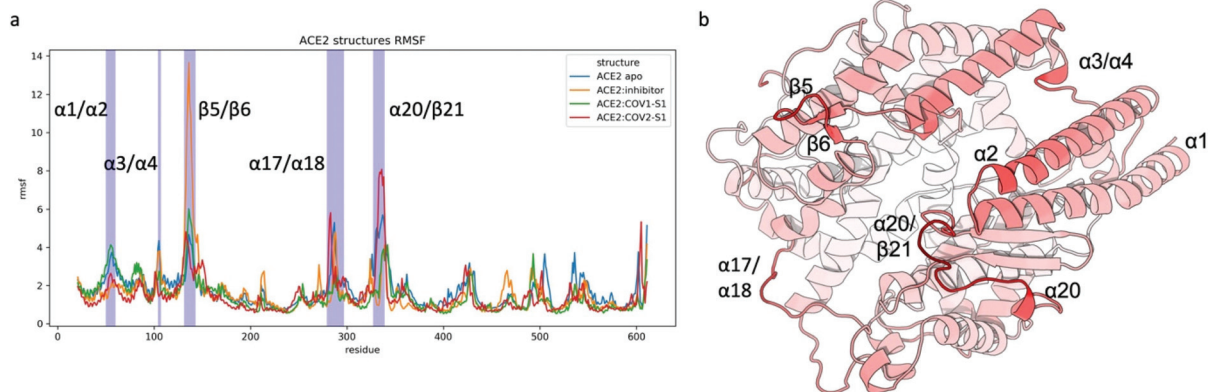 a
ACE2 structures RMSF
14
12
10
8
6
4
2
0
rmsf
0
100
200
300
400
500
600
residue
structure
ACE2 apo
ACE2:inhibitor
ACE2:COV1-S1
ACE2:COV2-S1
α1/α2
β5/β6
α20/β21
α3/α4
α17/α18
b
α3/α4
β5
α1
β6
α2
α20/
β21
α17/
α18
α20